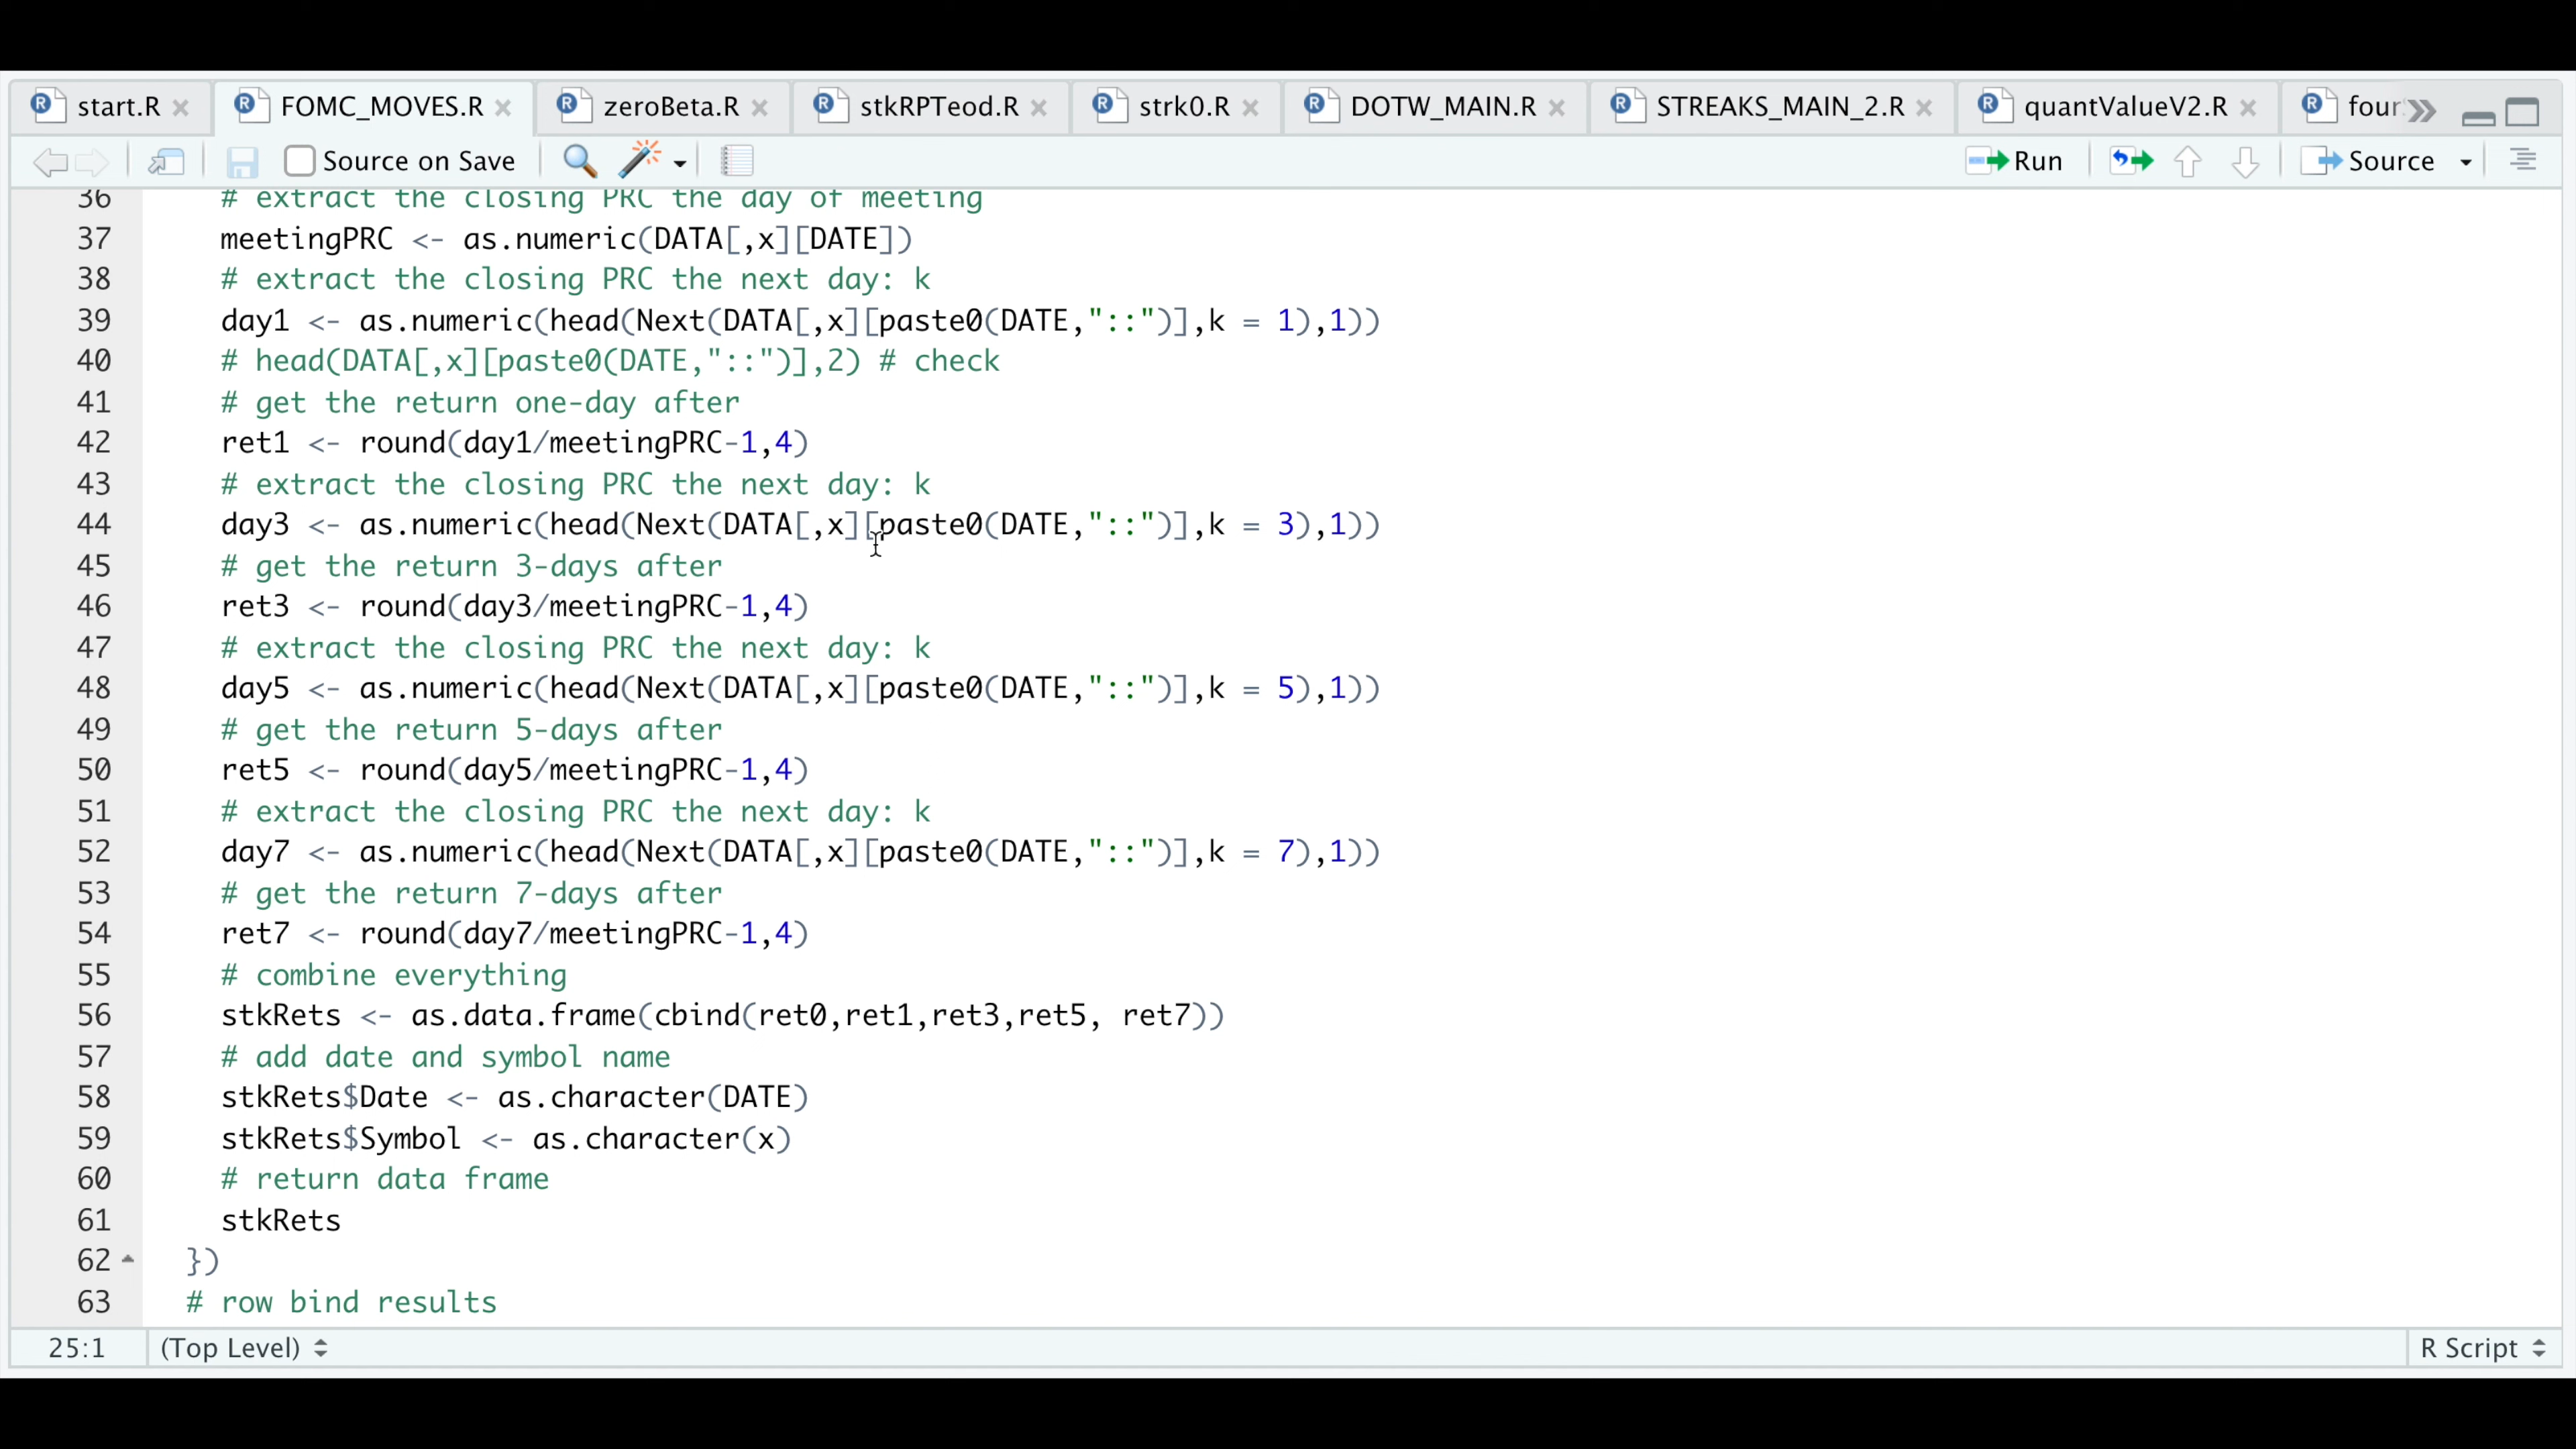 start.R FOMC_MOVES.R zeroBeta.R stkRPTeod.R strk0.R DOTW_MAIN.R STREAKS_MAIN_2.R quantValueV2.R four
Source on Save Run Source
36 # extract the closing PRC the day of meeting
37 meetingPRC <- as.numeric(DATA[,x][DATE])
38 # extract the closing PRC the next day: k
39 day1 <- as.numeric(head(Next(DATA[,x][paste0(DATE,"::")],k = 1),1))
40 # head(DATA[,x][paste0(DATE,"::")],2) # check
41 # get the return one-day after
42 ret1 <- round(day1/meetingPRC-1,4)
43 # extract the closing PRC the next day: k
44 day3 <- as.numeric(head(Next(DATA[,x][paste0(DATE,"::")],k = 3),1))
45 # get the return 3-days after
46 ret3 <- round(day3/meetingPRC-1,4)
47 # extract the closing PRC the next day: k
48 day5 <- as.numeric(head(Next(DATA[,x][paste0(DATE,"::")],k = 5),1))
49 # get the return 5-days after
50 ret5 <- round(day5/meetingPRC-1,4)
51 # extract the closing PRC the next day: k
52 day7 <- as.numeric(head(Next(DATA[,x][paste0(DATE,"::")],k = 7),1))
53 # get the return 7-days after
54 ret7 <- round(day7/meetingPRC-1,4)
55 # combine everything
56 stkRets <- as.data.frame(cbind(ret0,ret1,ret3,ret5, ret7))
57 # add date and symbol name
58 stkRets$Date <- as.character(DATE)
59 stkRets$Symbol <- as.character(x)
60 # return data frame
61 stkRets
62 })
63 # row bind results
25:1 (Top Level) R Script